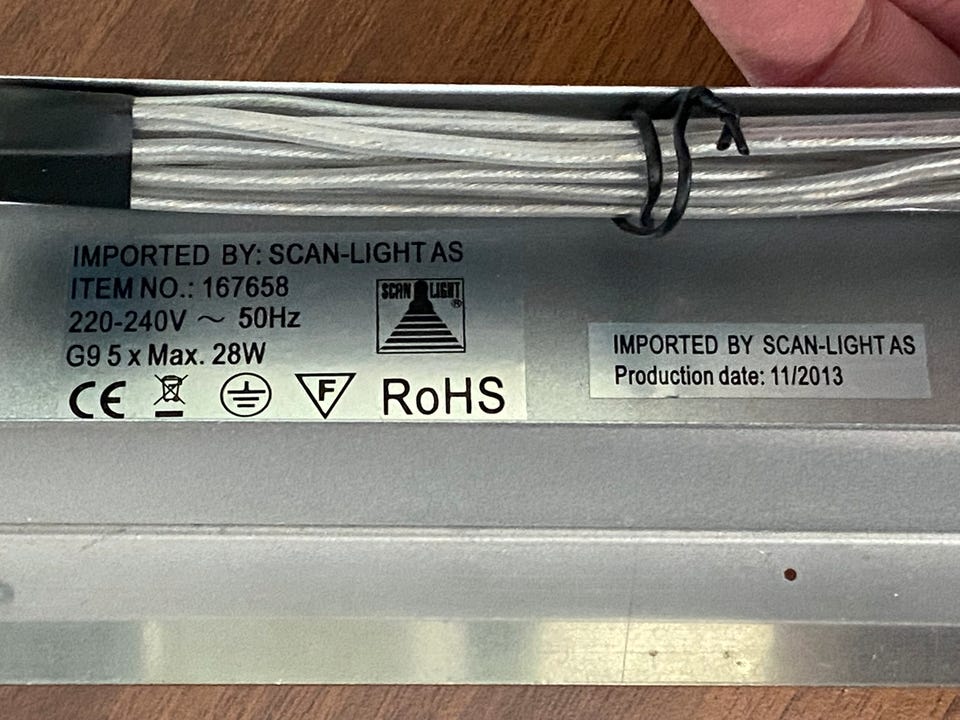 IMPORTED BY: SCAN-LIGHT AS
ITEM NO.: 167658
220-240V ~ 50Hz
G9 5 x Max. 28W
SCAN LIGHT ®
CE F RoHS
IMPORTED BY SCAN-LIGHT AS
Production date: 11/2013